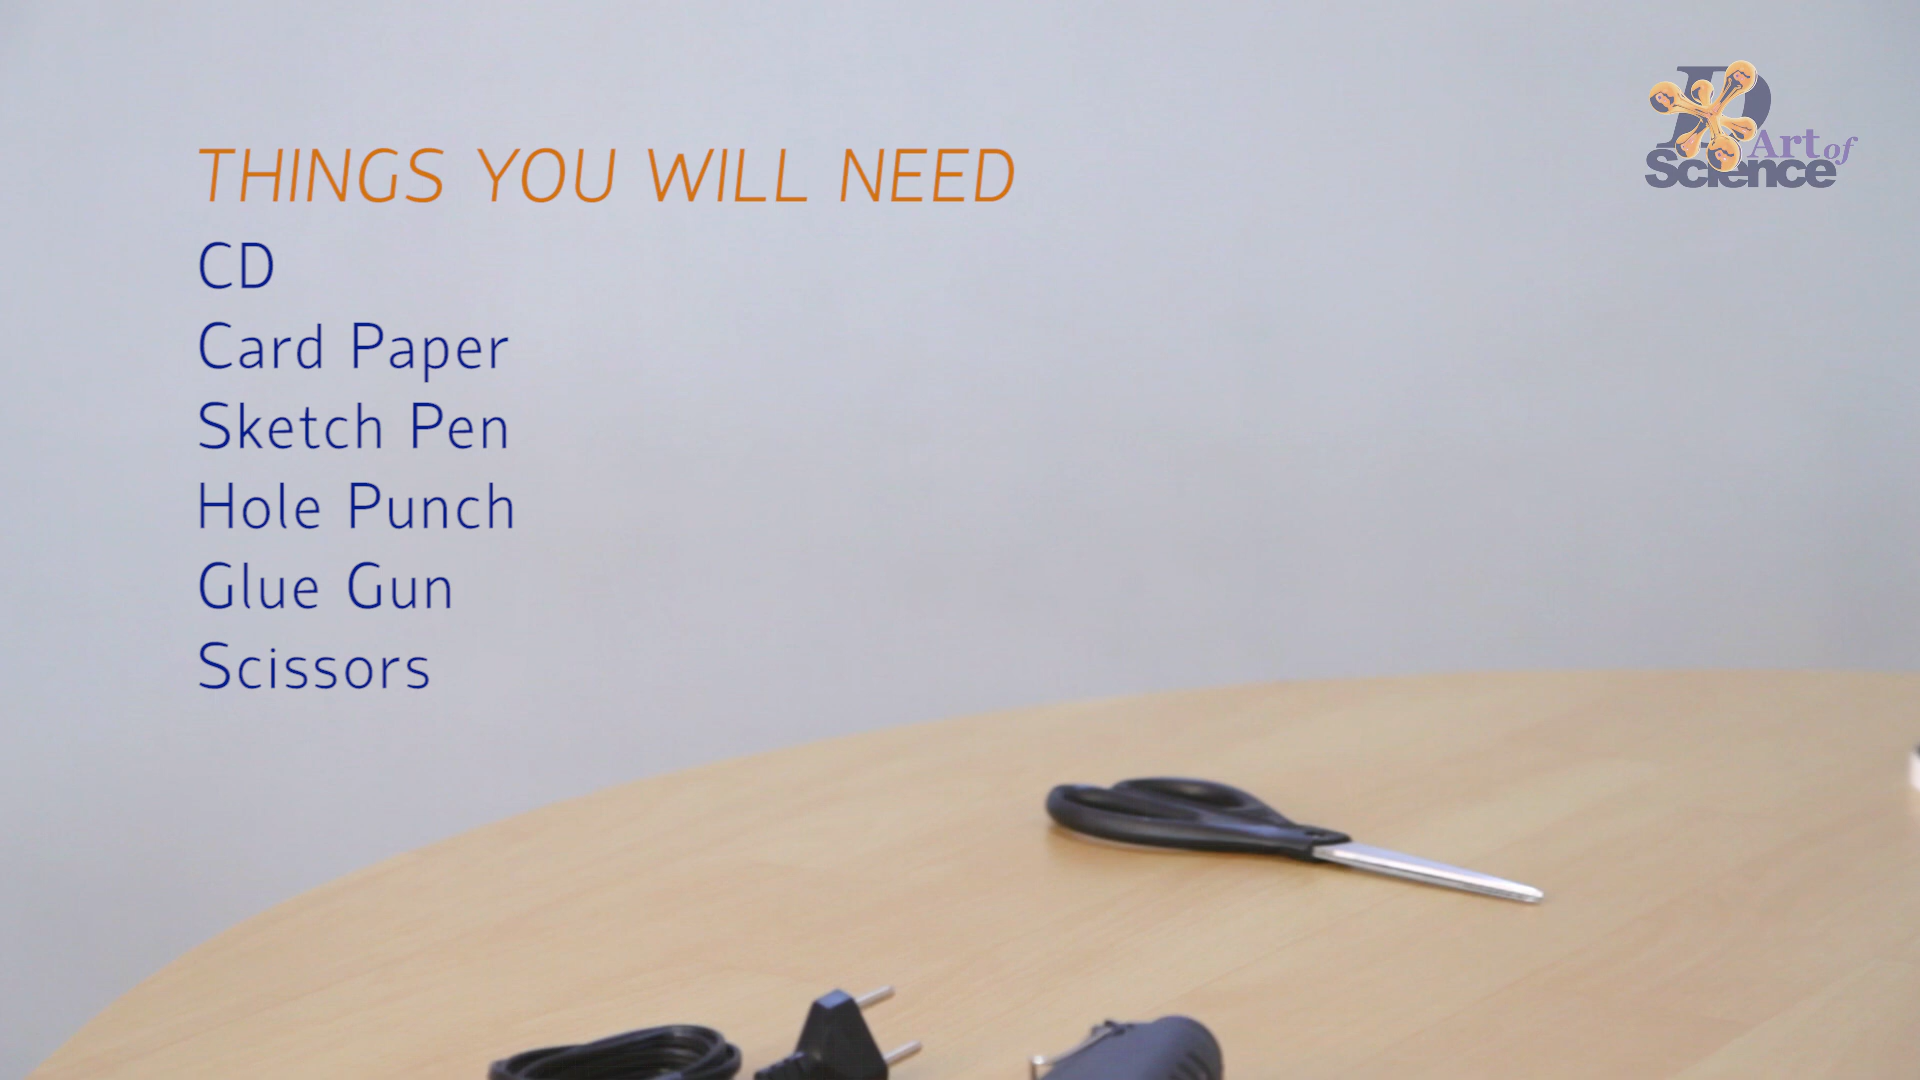 THINGS YOU WILL NEED
CD
Card Paper
Sketch Pen
Hole Punch
Glue Gun
Scissors
D Art of
Science